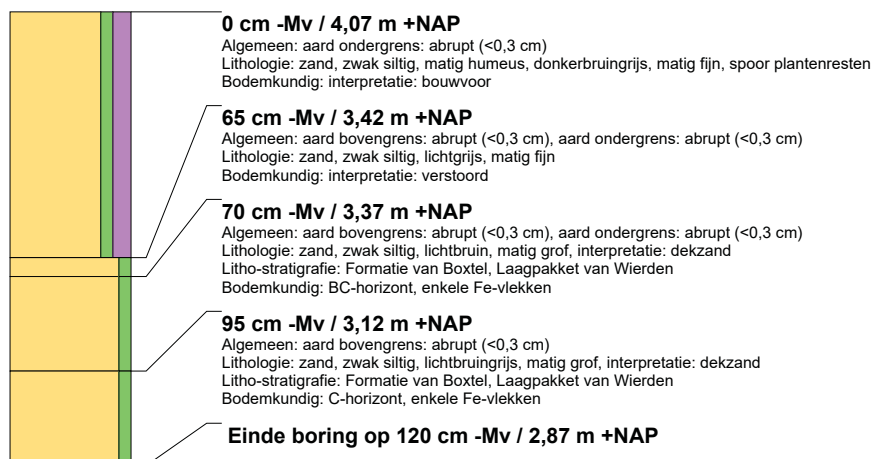 0 cm -Mv / 4,07 m +NAP
Algemeen: aard ondergrens: abrupt (<0,3 cm)
Lithologie: zand, zwak siltig, matig humeus, donkerbruingrijs, matig fijn, spoor plantenresten
Bodemkundig: interpretatie: bouwvoor
65 cm -Mv / 3,42 m +NAP
Algemeen: aard bovengrens: abrupt (<0,3 cm), aard ondergrens: abrupt (<0,3 cm)
Lithologie: zand, zwak siltig, lichtgrijs, matig fijn
Bodemkundig: interpretatie: verstoord
70 cm -Mv / 3,37 m +NAP
Algemeen: aard bovengrens: abrupt (<0,3 cm), aard ondergrens: abrupt (<0,3 cm)
Lithologie: zand, zwak siltig, lichtbruin, matig grof, interpretatie: dekzand
Litho-stratigrafie: Formatie van Boxtel, Laagpakket van Wierden
Bodemkundig: BC-horizont, enkele Fe-vlekken
95 cm -Mv / 3,12 m +NAP
Algemeen: aard bovengrens: abrupt (<0,3 cm)
Lithologie: zand, zwak siltig, lichtbruingrijs, matig grof, interpretatie: dekzand
Litho-stratigrafie: Formatie van Boxtel, Laagpakket van Wierden
Bodemkundig: C-horizont, enkele Fe-vlekken
Einde boring op 120 cm -Mv / 2,87 m +NAP